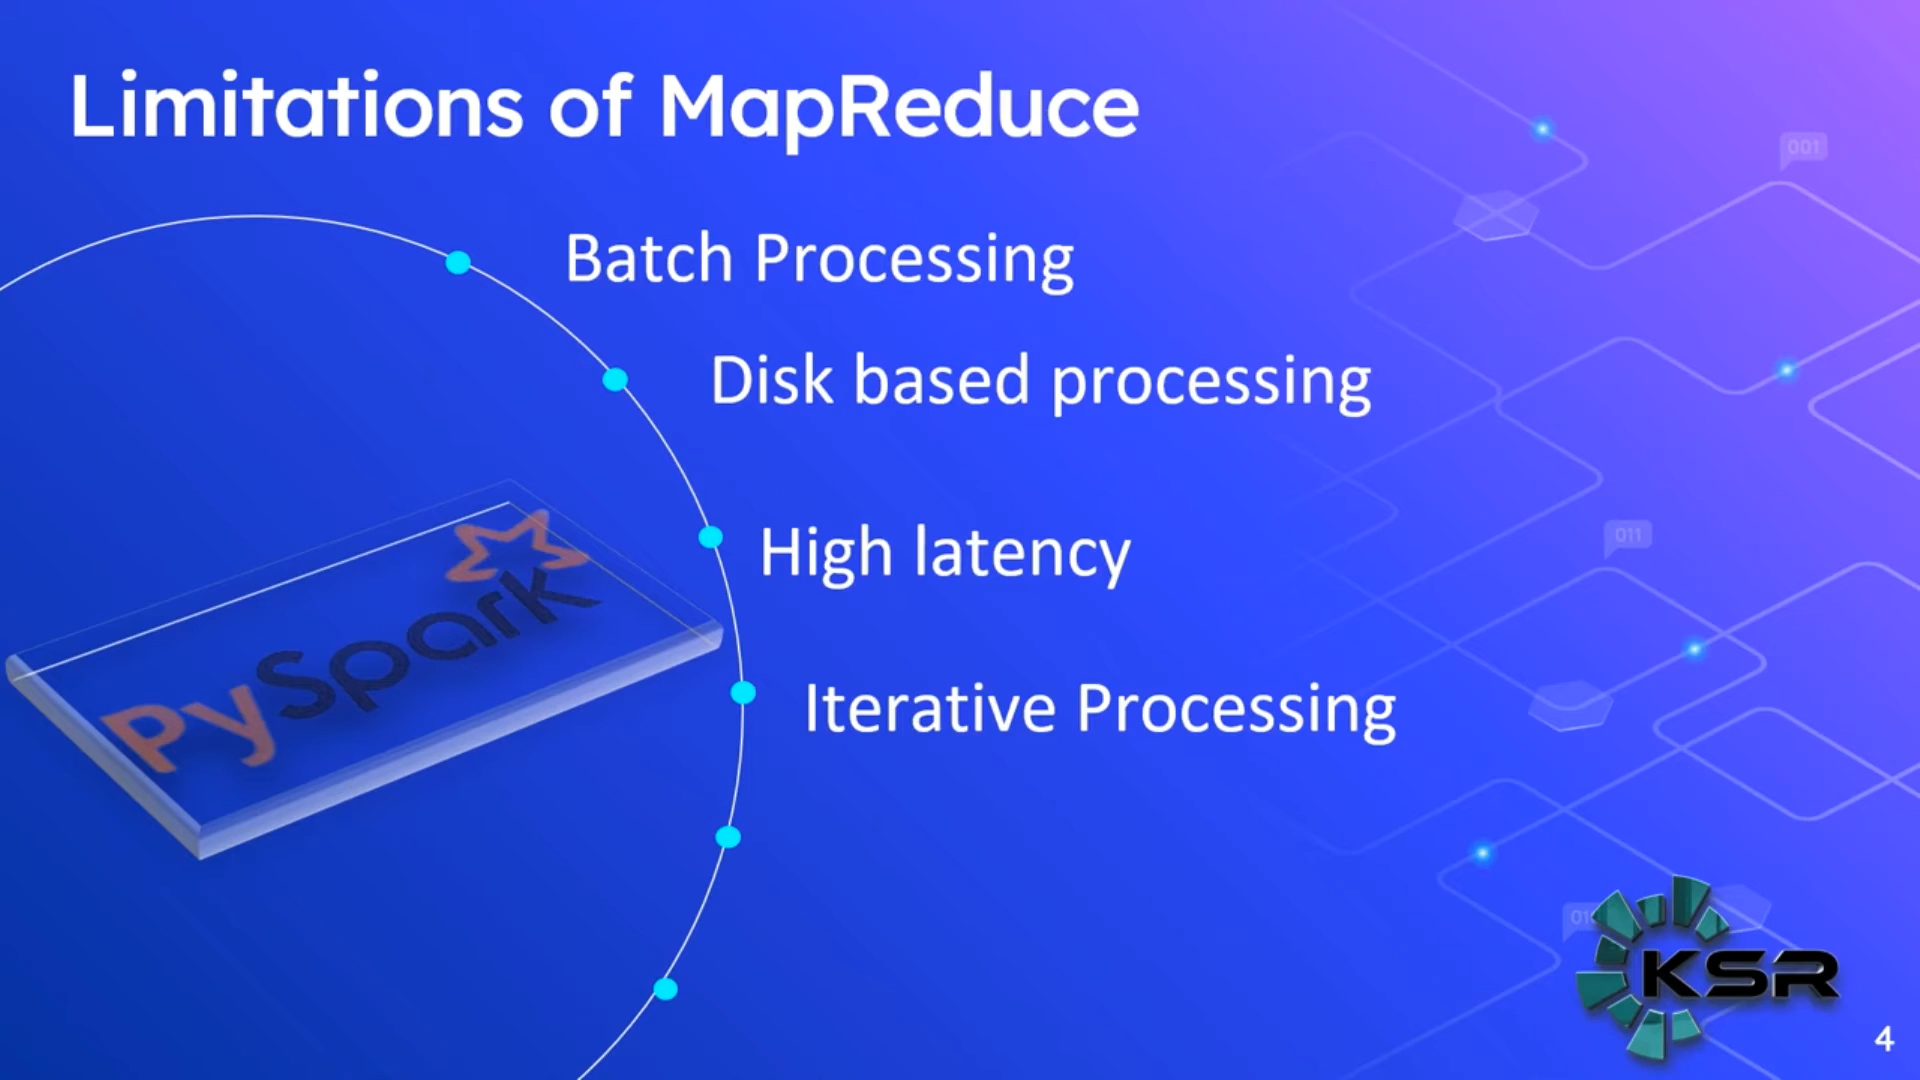 Limitations of MapReduce
001
Batch Processing
Disk based processing
High latency
011
PySpark
Iterative Processing
KSR
4